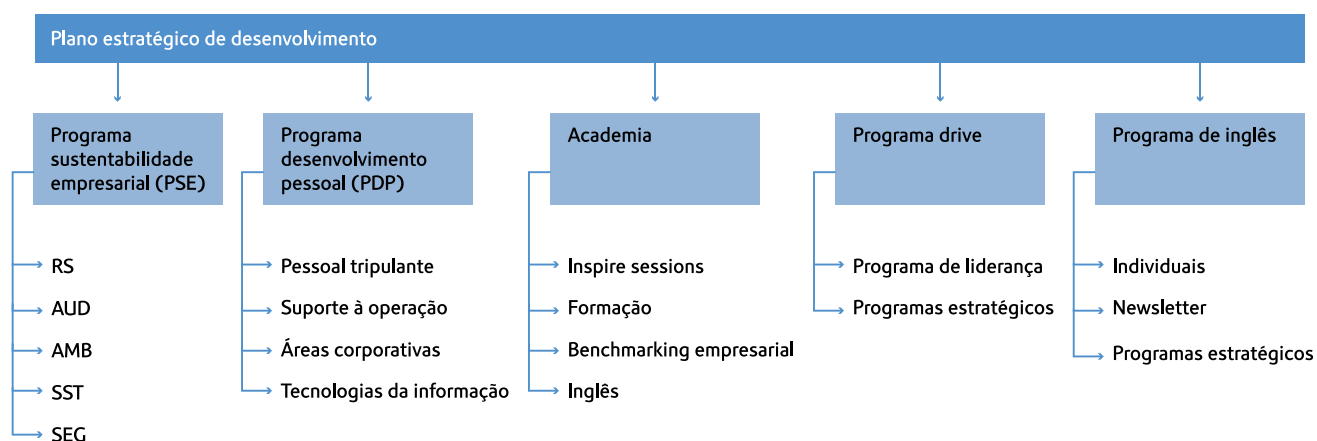 Plano estratégico de desenvolvimento
Programa
sustentabilidade
empresarial (PSE)
RS
AUD
AMB
SST
SEG
Programa
desenvolvimento
pessoal (PDP)
Pessoal tripulante
Suporte à operação
Áreas corporativas
Tecnologias da informação
Academia
Inspire sessions
Formação
Benchmarking empresarial
Inglês
Programa drive
Programa de liderança
Programas estratégicos
Programa de inglês
Individuais
Newsletter
Programas estratégicos